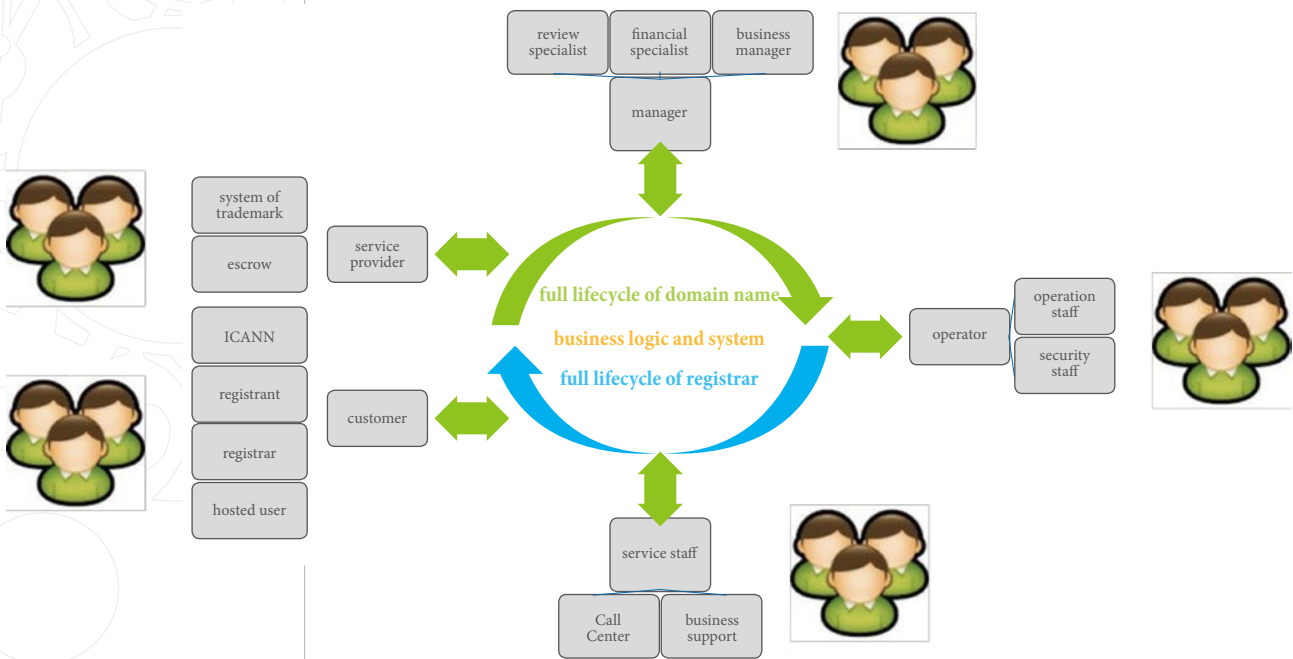 review
specialist
financial
specialist
business
manager
manager
system of
trademark
escrow
service
provider
ICANN
registrant
registrar
hosted user
customer
full lifecycle of domain name
business logic and system
full lifecycle of registrar
operator
operation
staff
security
staff
service staff
Call
Center
business
support